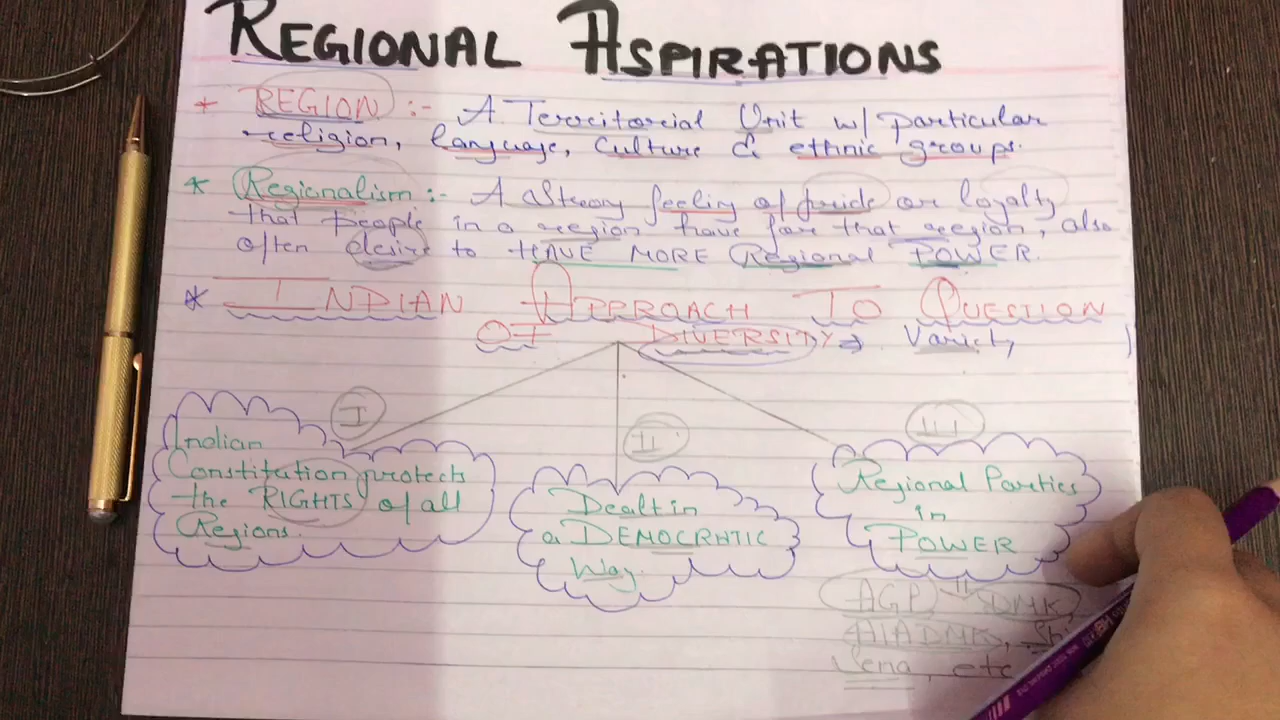 REGIONAL ASPIRATIONS
* REGION :- A Territorial Unit w/ particular
religion, language, culture & ethnic groups.
* Regionalism :- A strong feeling of pride or loyalty
that people in a region have for that region, also
often desire to HAVE MORE Regional POWER.
* INDIAN APPROACH TO QUESTION
OF DIVERSITY → Variety )
I
II
III
Indian
Constitution protects
the RIGHTS of all
Regions.
Dealt in
a DEMOCRATIC
Way.
Regional Parties
in
POWER
AGP, DMK,
AIADMK,
Sena, etc